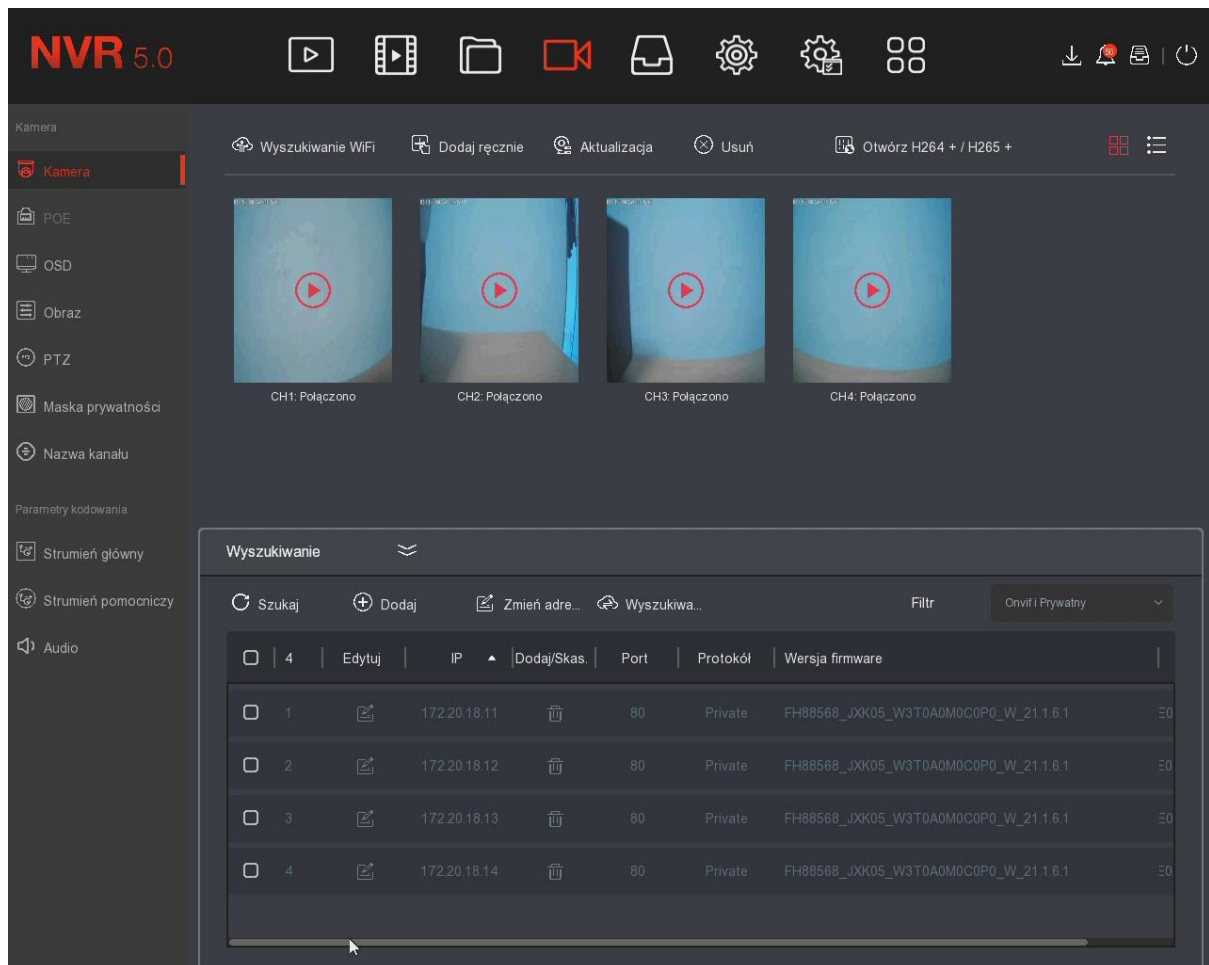 NVR 5.0
50
Kamera
Kamera
POE
OSD
Obraz
PTZ
Maska prywatności
Nazwa kanału
Parametry kodowania
Strumień główny
Strumień pomocniczy
Audio
Wyszukiwanie WiFi Dodaj ręcznie Aktualizacja Usuń Otwórz H264 + / H265 +
CH1: Połączono CH2: Połączono CH3: Połączono CH4: Połączono
Wyszukiwanie
Szukaj Dodaj Zmień adre... Wyszukiwa... Filtr Onvif i Prywatny
4 Edytuj IP Dodaj/Skas. Port Protokół Wersja firmware
1 172.20.18.11 80 Private FH88568_JXK05_W3T0A0M0C0P0_W_21.1.6.1
2 172.20.18.12 80 Private FH88568_JXK05_W3T0A0M0C0P0_W_21.1.6.1
3 172.20.18.13 80 Private FH88568_JXK05_W3T0A0M0C0P0_W_21.1.6.1
4 172.20.18.14 80 Private FH88568_JXK05_W3T0A0M0C0P0_W_21.1.6.1